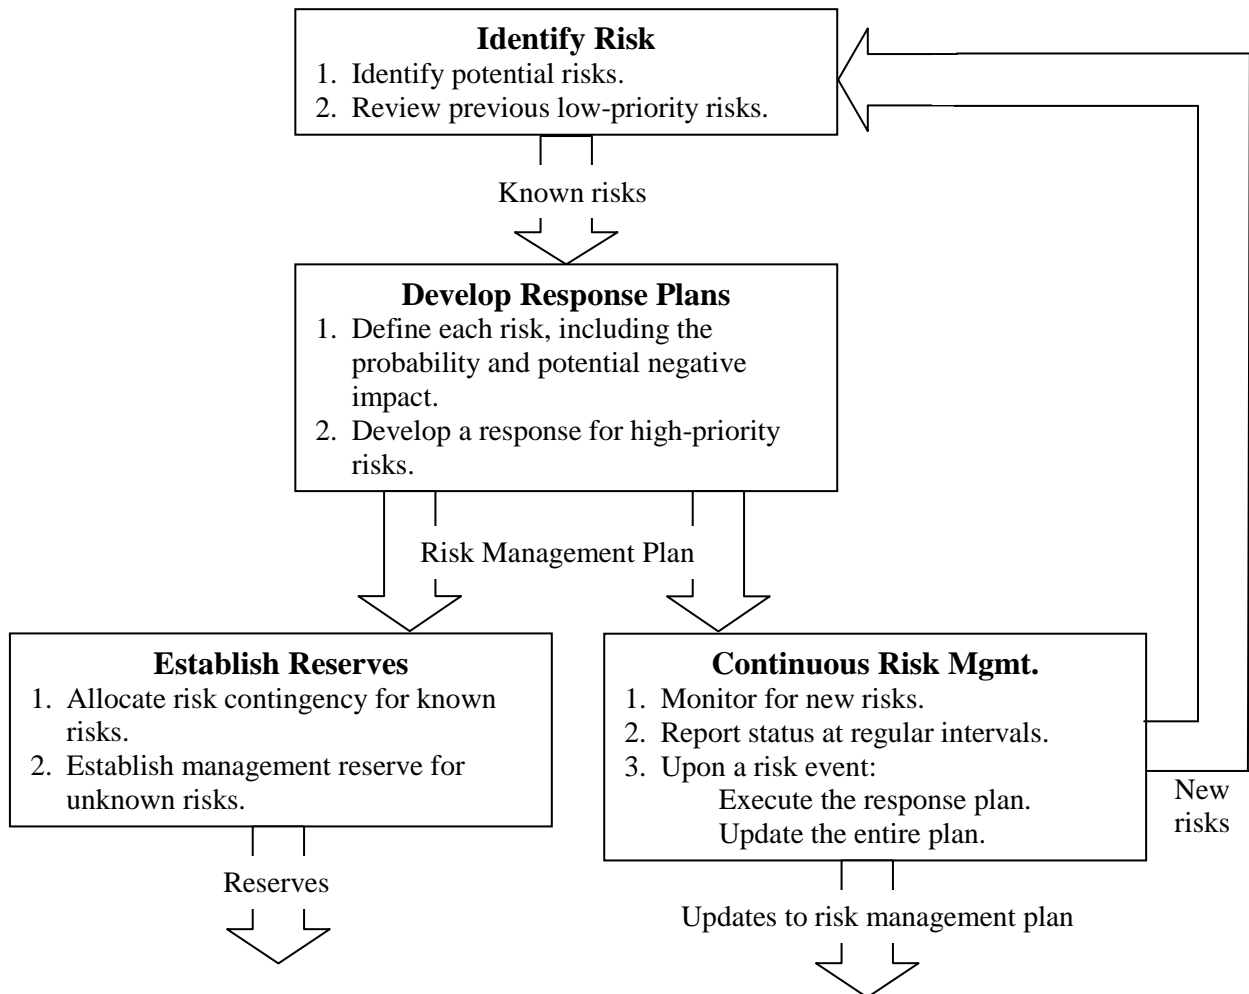 Identify Risk
1. Identify potential risks.
2. Review previous low-priority risks.
Known risks
Develop Response Plans
1. Define each risk, including the
probability and potential negative
impact.
2. Develop a response for high-priority
risks.
Risk Management Plan
Establish Reserves
1. Allocate risk contingency for known
risks.
2. Establish management reserve for
unknown risks.
Reserves
Continuous Risk Mgmt.
1. Monitor for new risks.
2. Report status at regular intervals.
3. Upon a risk event:
Execute the response plan.
Update the entire plan.
New
risks
Updates to risk management plan